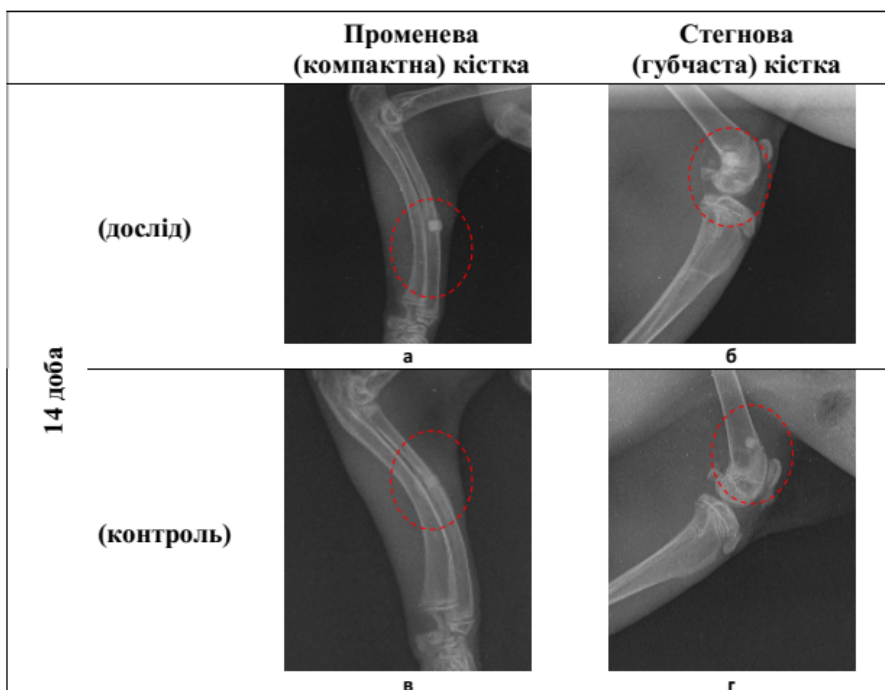 Променева
(компактна) кістка
Стегнова
(губчаста) кістка
14 доба
(дослід)
а
б
(контроль)
в
г